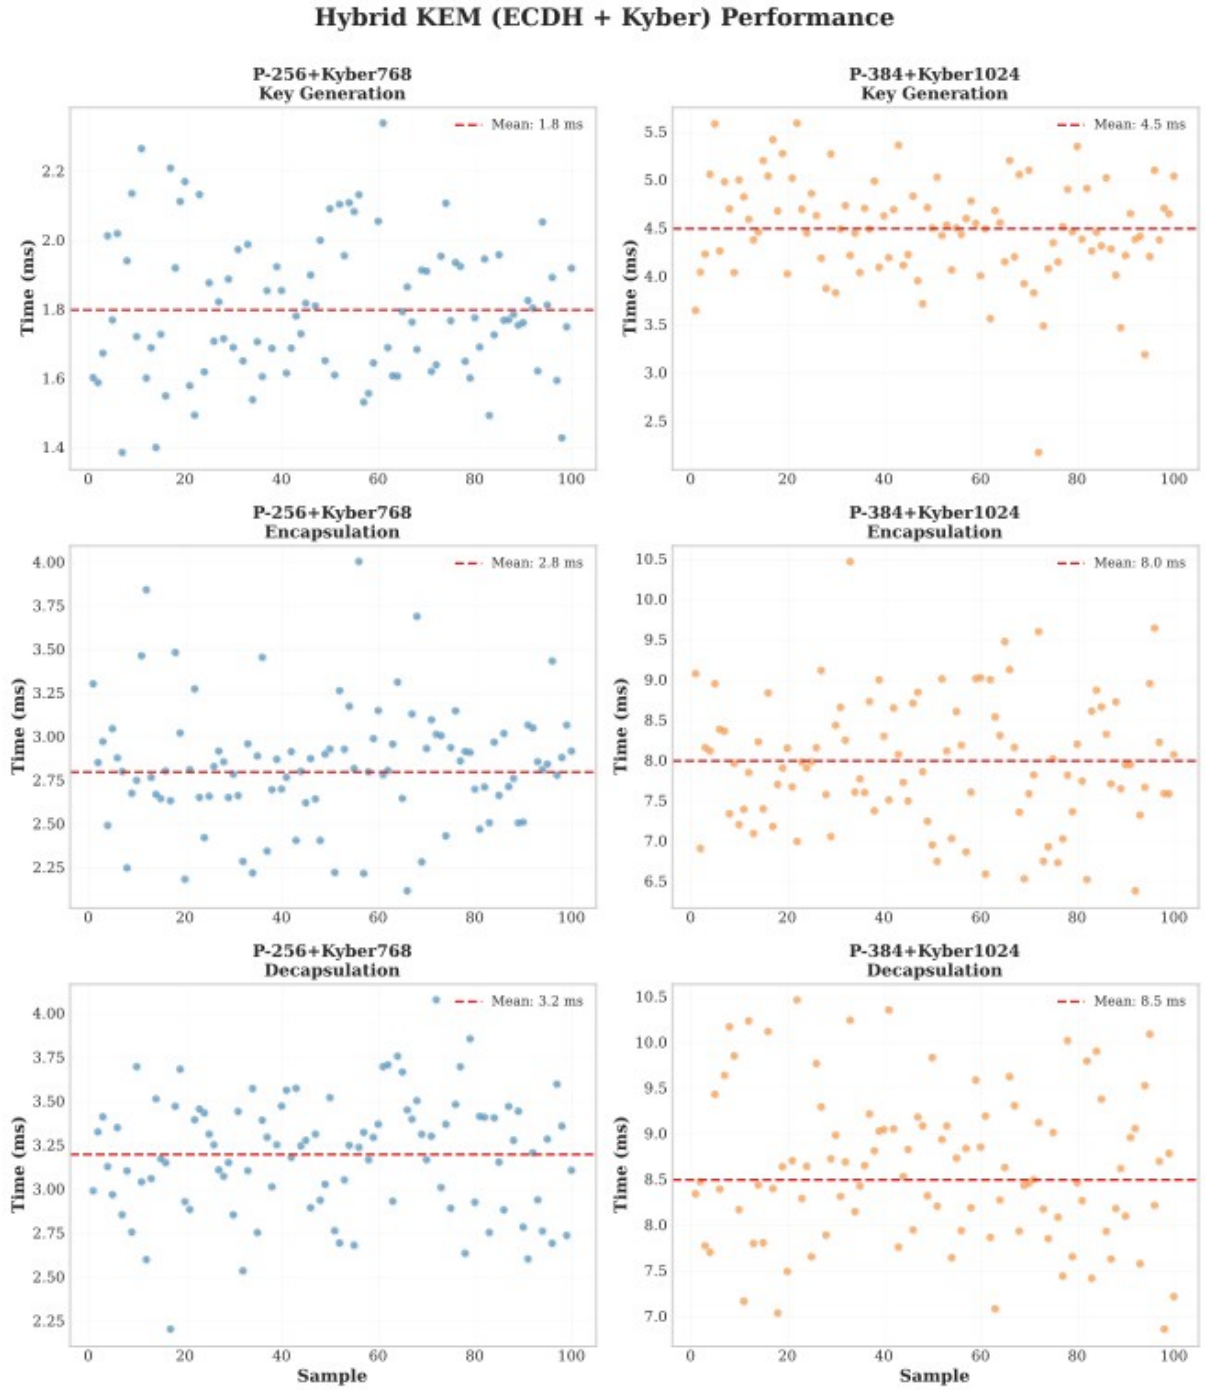 Hybrid KEM (ECDH + Kyber) Performance
P-256+Kyber768
Key Generation
Mean: 1.8 ms
Time (ms)
2.2
2.0
1.8
1.6
1.4
0 20 40 60 80 100
P-384+Kyber1024
Key Generation
Mean: 4.5 ms
Time (ms)
5.5
5.0
4.5
4.0
3.5
3.0
2.5
0 20 40 60 80 100
P-256+Kyber768
Encapsulation
Mean: 2.8 ms
Time (ms)
4.00
3.75
3.50
3.25
3.00
2.75
2.50
2.25
0 20 40 60 80 100
P-384+Kyber1024
Encapsulation
Mean: 8.0 ms
Time (ms)
10.5
10.0
9.5
9.0
8.5
8.0
7.5
7.0
6.5
0 20 40 60 80 100
P-256+Kyber768
Decapsulation
Mean: 3.2 ms
Time (ms)
4.00
3.75
3.50
3.25
3.00
2.75
2.50
2.25
0 20 40 60 80 100
Sample
P-384+Kyber1024
Decapsulation
Mean: 8.5 ms
Time (ms)
10.5
10.0
9.5
9.0
8.5
8.0
7.5
7.0
0 20 40 60 80 100
Sample